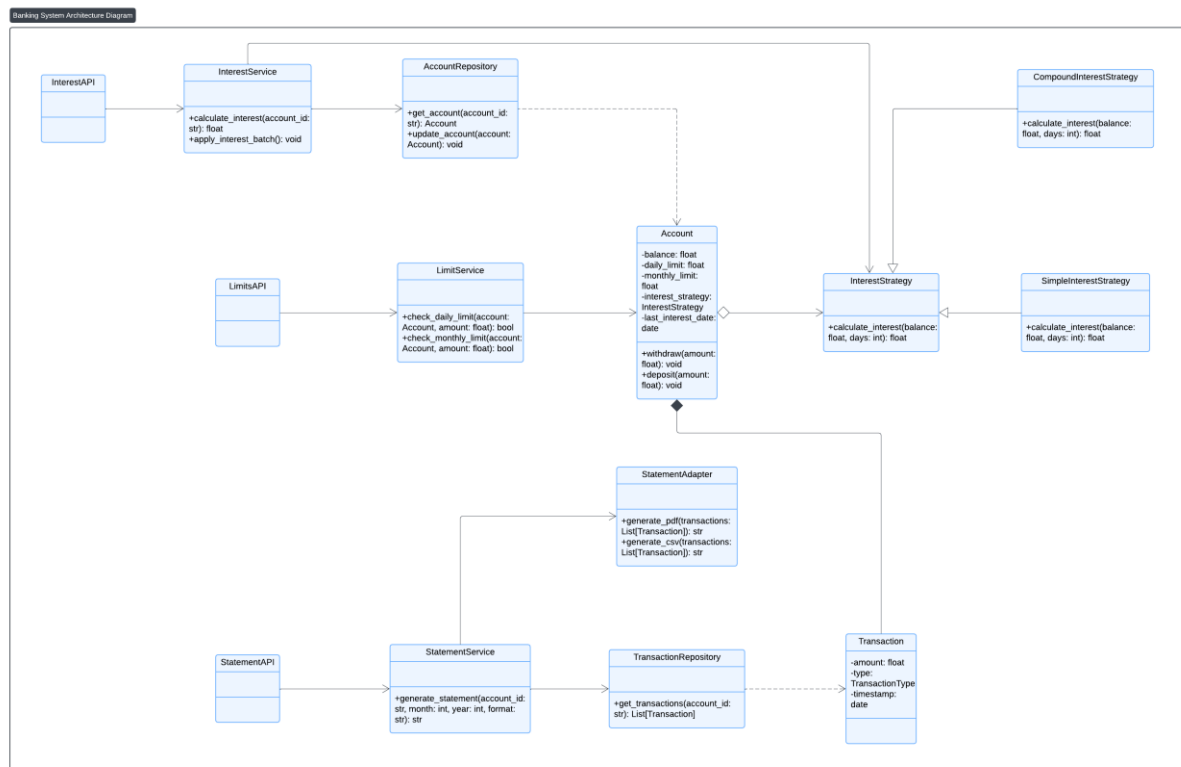 Banking System Architecture Diagram
InterestAPI
InterestService
+calculate_interest(account_id:
str): float
+apply_interest_batch(): void
AccountRepository
+get_account(account_id:
str): Account
+update_account(account:
Account): void
CompoundInterestStrategy
+calculate_interest(balance:
float, days: int): float
LimitsAPI
LimitService
+check_daily_limit(account:
Account, amount: float): bool
+check_monthly_limit(account:
Account, amount: float): bool
Account
-balance: float
-daily_limit: float
-monthly_limit:
float
-interest_strategy:
InterestStrategy
-last_interest_date:
date
+withdraw(amount:
float): void
+deposit(amount:
float): void
InterestStrategy
+calculate_interest(balance:
float, days: int): float
SimpleInterestStrategy
+calculate_interest(balance:
float, days: int): float
StatementAdapter
+generate_pdf(transactions:
List[Transaction]): str
+generate_csv(transactions:
List[Transaction]): str
StatementAPI
StatementService
+generate_statement(account_id:
str, month: int, year: int, format:
str): str
TransactionRepository
+get_transactions(account_id:
str): List[Transaction]
Transaction
-amount: float
-type:
TransactionType
-timestamp:
date